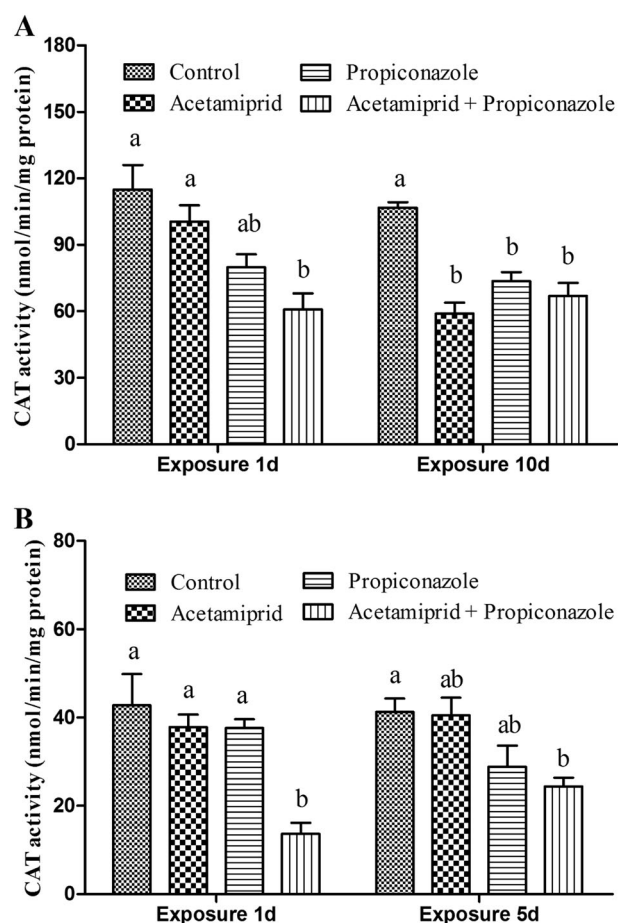 A
CAT activity (nmol/min/mg protein)
180
150
120
90
60
30
0
Control
Propiconazole
Acetamiprid
Acetamiprid + Propiconazole
a
a
ab
b
a
b
b
b
Exposure 1d
Exposure 10d
B
CAT activity (nmol/min/mg protein)
80
60
40
20
0
Control
Propiconazole
Acetamiprid
Acetamiprid + Propiconazole
a
a
a
b
a
ab
ab
b
Exposure 1d
Exposure 5d